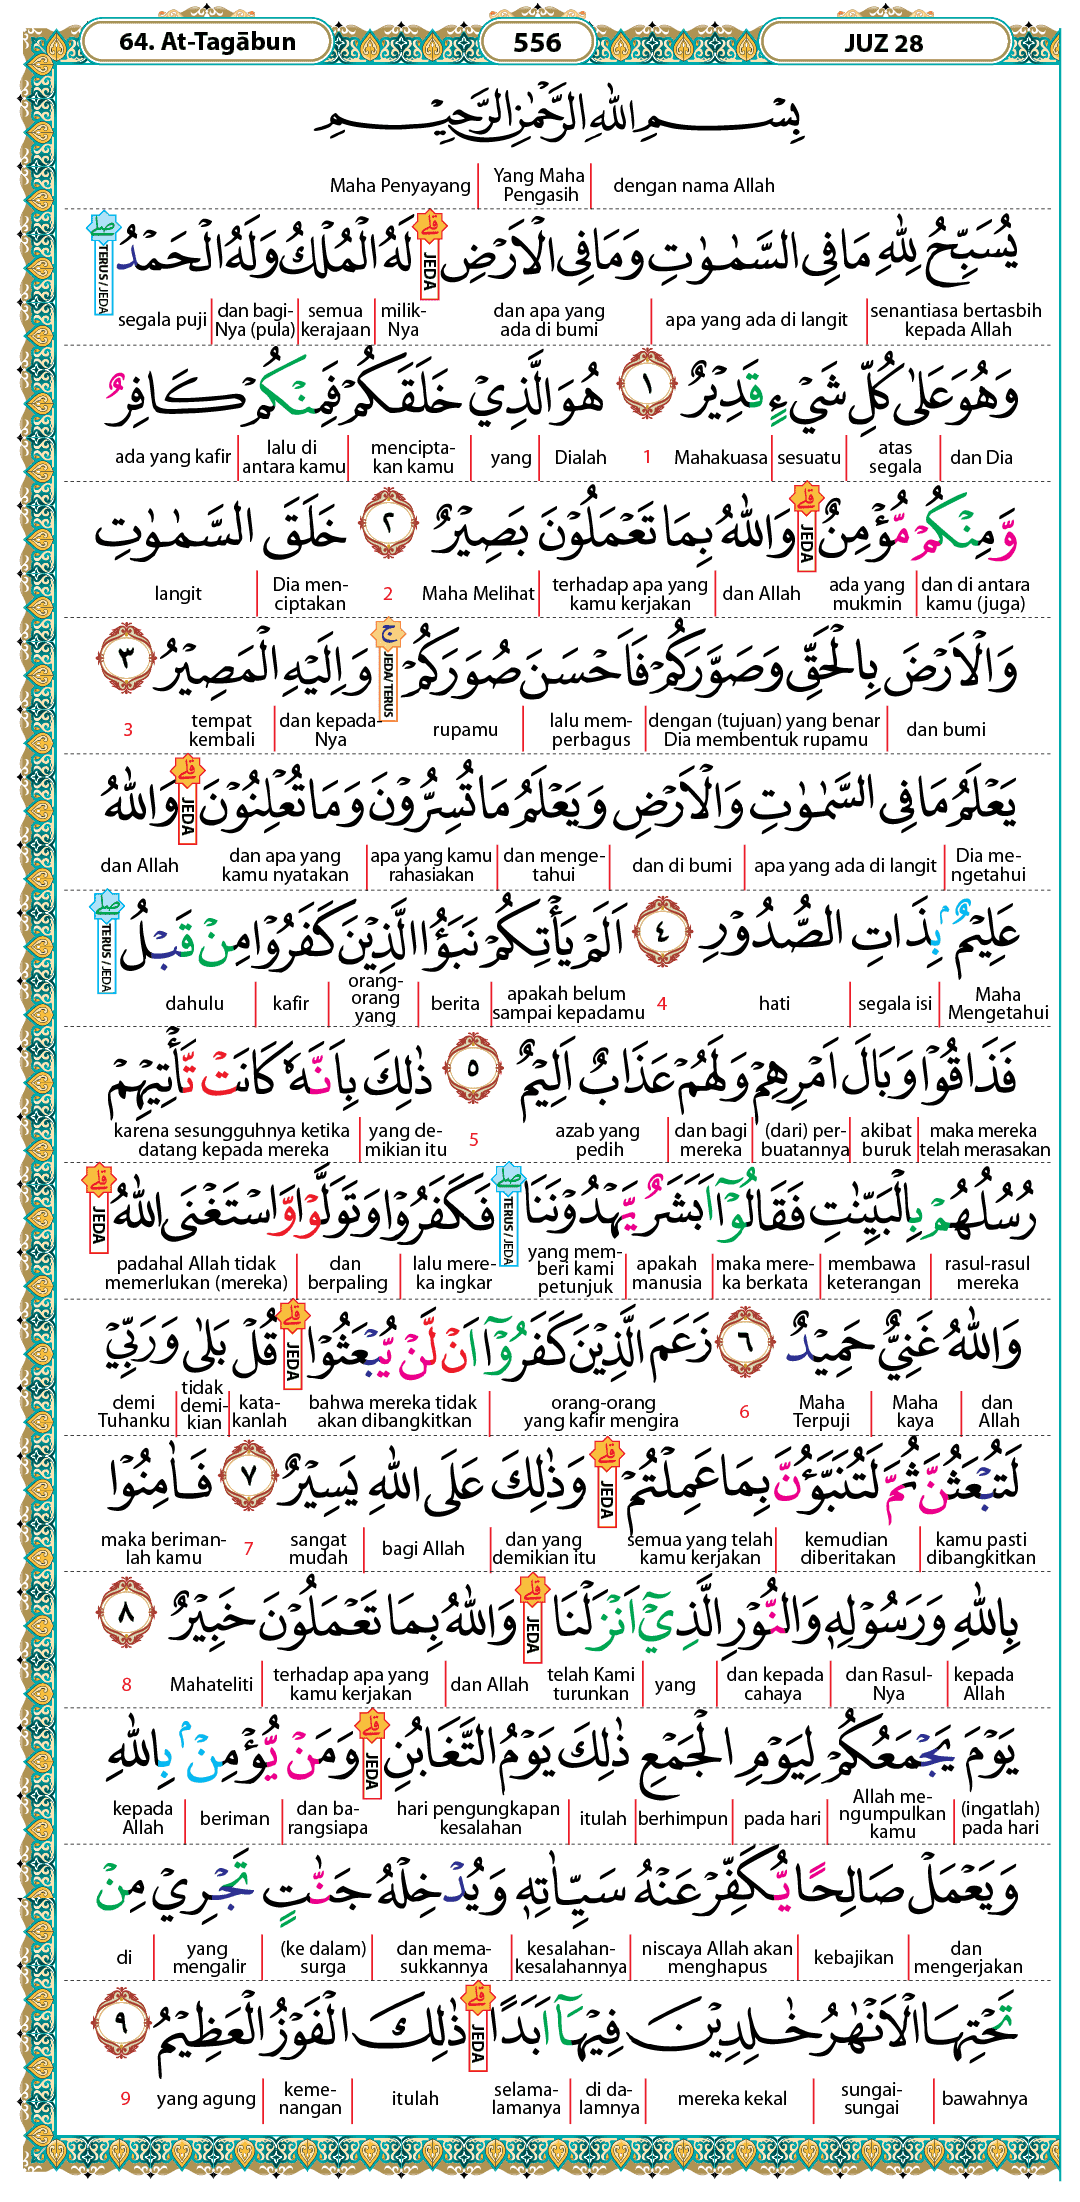 64. At-Tagābun
556
JUZ 28
بِسْمِ اللّٰهِ الرَّحْمٰنِ الرَّحِيْمِ
dengan nama Allah | Yang Maha Pengasih | Maha Penyayang
يُسَبِّحُ لِلّٰهِ مَا فِى السَّمٰوٰتِ وَمَا فِى الْاَرْضِۗ لَهُ الْمُلْكُ وَلَهُ الْحَمْدُۖ
JEDA
TERUS / JEDA
senantiasa bertasbih kepada Allah | apa yang ada di langit | dan apa yang ada di bumi | milik-Nya | semua kerajaan | dan bagi-Nya (pula) | segala puji
وَهُوَ عَلٰى كُلِّ شَيْءٍ قَدِيْرٌ ١ هُوَ الَّذِيْ خَلَقَكُمْ فَمِنْكُمْ كَافِرٌ
dan Dia | atas segala | sesuatu | Mahakuasa 1 Dialah | yang | mencipta-kan kamu | lalu di antara kamu | ada yang kafir
وَّمِنْكُمْ مُّؤْمِنٌۗ وَاللّٰهُ بِمَا تَعْمَلُوْنَ بَصِيْرٌ ٢ خَلَقَ السَّمٰوٰتِ
JEDA
dan di antara kamu (juga) | ada yang mukmin dan Allah | terhadap apa yang kamu kerjakan | Maha Melihat 2 Dia men-ciptakan | langit
وَالْاَرْضَ بِالْحَقِّ وَصَوَّرَكُمْ فَاَحْسَنَ صُوَرَكُمْۚ وَاِلَيْهِ الْمَصِيْرُ ٣
JEDA/ TERUS
dan bumi | dengan (tujuan) yang benar Dia membentuk rupamu | lalu mem-perbagus | rupamu dan kepada-Nya | tempat kembali 3
يَعْلَمُ مَا فِى السَّمٰوٰتِ وَالْاَرْضِ وَيَعْلَمُ مَا تُسِرُّوْنَ وَمَا تُعْلِنُوْنَۗ وَاللّٰهُ
JEDA
Dia me-ngetahui | apa yang ada di langit | dan di bumi | dan menge-tahui | apa yang kamu rahasiakan | dan apa yang kamu nyatakan dan Allah
عَلِيْمٌ ۢ بِذَاتِ الصُّدُوْرِ ٤ اَلَمْ يَأْتِكُمْ نَبَؤُا الَّذِيْنَ كَفَرُوْا مِنْ قَبْلُۖ
TERUS / JEDA
Maha Mengetahui | segala isi | hati 4 apakah belum sampai kepadamu | berita | orang-orang yang | kafir | dahulu
فَذَاقُوْا وَبَالَ اَمْرِهِمْ وَلَهُمْ عَذَابٌ اَلِيْمٌ ٥ ذٰلِكَ بِاَنَّهٗ كَانَتْ تَّأْتِيْهِمْ
maka mereka telah merasakan | akibat buruk | (dari) per-buatannya | dan bagi mereka | azab yang pedih 5 yang de-mikian itu | karena sesungguhnya ketika datang kepada mereka
رُسُلُهُمْ بِالْبَيِّنٰتِ فَقَالُوْٓا اَبَشَرٌ يَّهْدُوْنَنَاۖ فَكَفَرُوْا وَتَوَلَّوْا وَّاسْتَغْنَى اللّٰهُۗ
TERUS / JEDA
JEDA
rasul-rasul mereka | membawa keterangan | maka mere-ka berkata | apakah manusia | yang mem-beri kami petunjuk lalu mere-ka ingkar | dan berpaling | padahal Allah tidak memerlukan (mereka)
وَاللّٰهُ غَنِيٌّ حَمِيْدٌ ٦ زَعَمَ الَّذِيْنَ كَفَرُوْٓا اَنْ لَّنْ يُّبْعَثُوْاۗ قُلْ بَلٰى وَرَبِّيْ
JEDA
dan Allah | Maha kaya | Maha Terpuji 6 orang-orang yang kafir mengira | bahwa mereka tidak akan dibangkitkan kata-kanlah | tidak demi-kian | demi Tuhanku
لَتُبْعَثُنَّ ثُمَّ لَتُنَبَّؤُنَّ بِمَا عَمِلْتُمْۗ وَذٰلِكَ عَلَى اللّٰهِ يَسِيْرٌ ٧ فَاٰمِنُوْا
JEDA
kamu pasti dibangkitkan | kemudian diberitakan | semua yang telah kamu kerjakan dan yang demikian itu | bagi Allah | sangat mudah 7 maka beriman-lah kamu
بِاللّٰهِ وَرَسُوْلِهٖ وَالنُّوْرِ الَّذِيْٓ اَنْزَلْنَاۗ وَاللّٰهُ بِمَا تَعْمَلُوْنَ خَبِيْرٌ ٨
JEDA
kepada Allah | dan Rasul-Nya | dan kepada cahaya | yang | telah Kami turunkan dan Allah | terhadap apa yang kamu kerjakan | Mahateliti 8
يَوْمَ يَجْمَعُكُمْ لِيَوْمِ الْجَمْعِ ذٰلِكَ يَوْمُ التَّغَابُنِۗ وَمَنْ يُّؤْمِنْ ۢ بِاللّٰهِ
JEDA
(ingatlah) pada hari | Allah me-ngumpulkan kamu | pada hari | berhimpun | itulah | hari pengungkapan kesalahan dan ba-rangsiapa | beriman | kepada Allah
وَيَعْمَلْ صَالِحًا يُّكَفِّرْ عَنْهُ سَيِّاٰتِهٖ وَيُدْخِلْهُ جَنّٰتٍ تَجْرِيْ مِنْ
dan mengerjakan | kebajikan | niscaya Allah akan menghapus | kesalahan-kesalahannya | dan mema-sukkannya | (ke dalam) surga | yang mengalir | di
تَحْتِهَا الْاَنْهٰرُ خٰلِدِيْنَ فِيْهَآ اَبَدًاۗ ذٰلِكَ الْفَوْزُ الْعَظِيْمُ ٩
JEDA
bawahnya | sungai-sungai | mereka kekal | di da-lamnya | selama-lamanya itulah | keme-nangan | yang agung 9